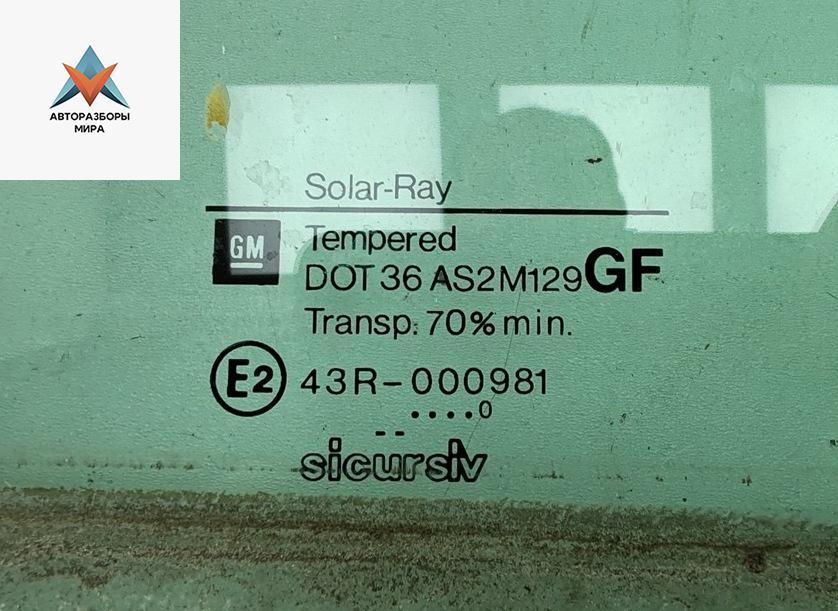 АВТОРАЗБОРЫ
МИРА
Solar-Ray
GM
Tempered
DOT 36 AS2 M129 GF
Transp. 70% min.
E2 43R-000981
....0
--
sicursiv